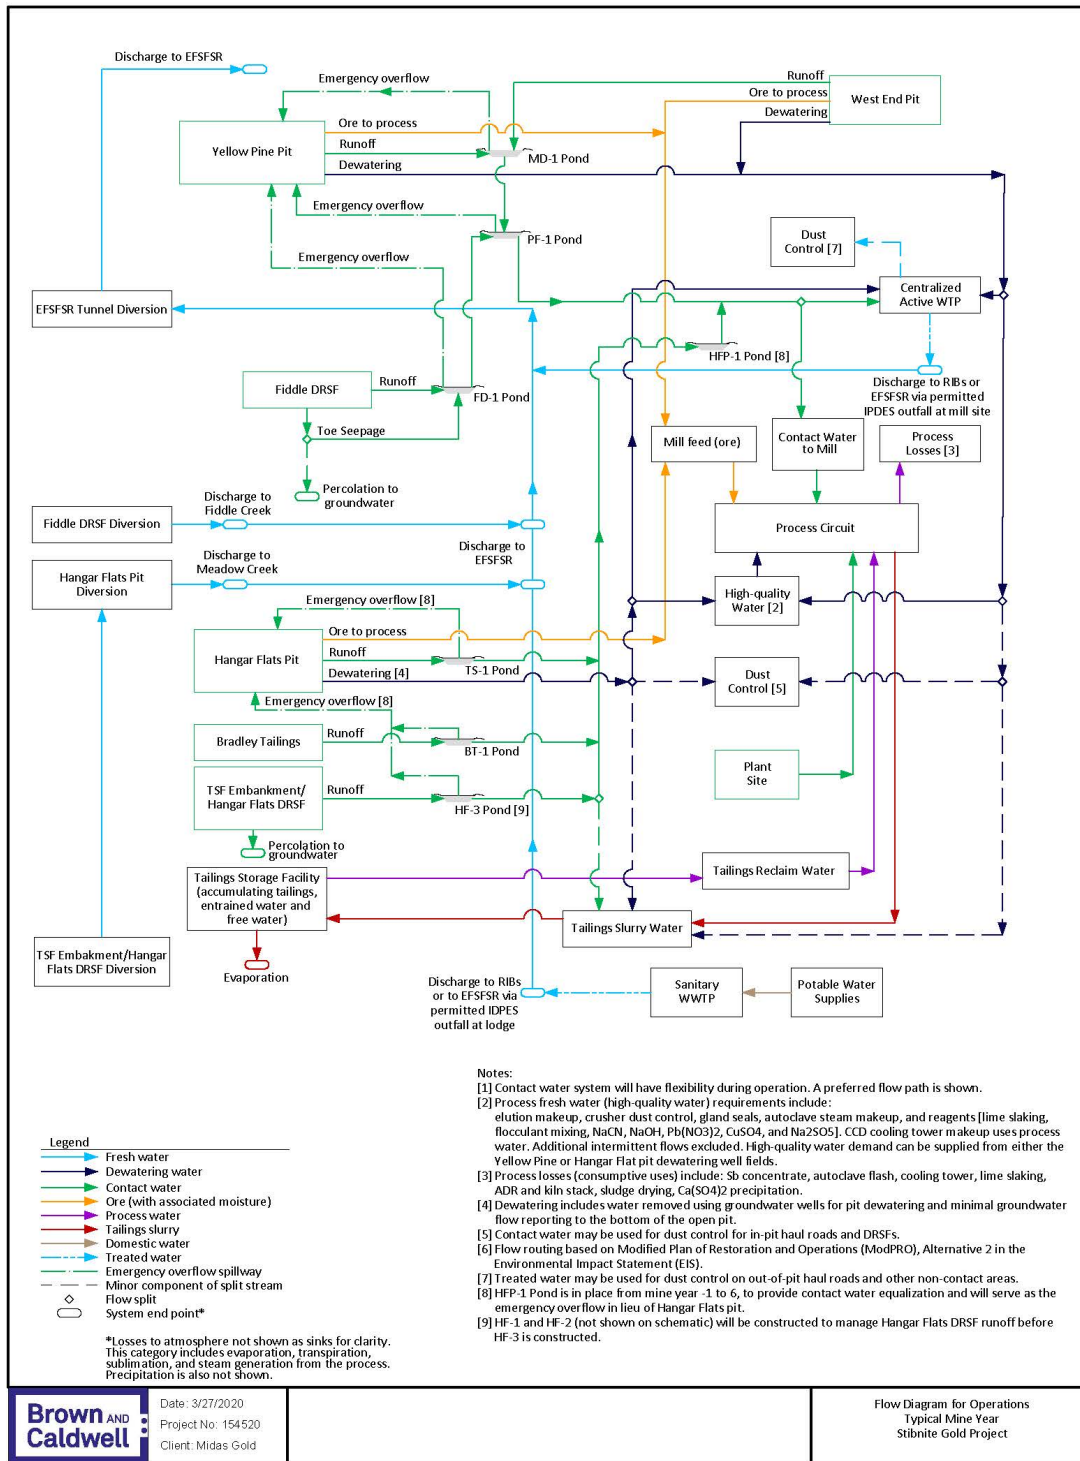 Discharge to EFSFSR
Emergency overflow
Runoff
Ore to process
Dewatering
West End Pit
Yellow Pine Pit
Ore to process
Runoff
Dewatering
MD-1 Pond
Emergency overflow
PF-1 Pond
Emergency overflow
Dust
Control [7]
Centralized
Active WTP
EFSFSR Tunnel Diversion
HFP-1 Pond [8]
Discharge to RIBs or
EFSFSR via permitted
IPDES outfall at mill site
Fiddle DRSF
Runoff
FD-1 Pond
Toe Seepage
Percolation to
groundwater
Mill feed (ore)
Contact Water
to Mill
Process
Losses [3]
Fiddle DRSF Diversion
Discharge to
Fiddle Creek
Process Circuit
Hangar Flats Pit
Diversion
Discharge to
Meadow Creek
Discharge to
EFSFSR
High-quality
Water [2]
Emergency overflow [8]
Hangar Flats Pit
Ore to process
Runoff
Dewatering [4]
TS-1 Pond
Dust
Control [5]
Emergency overflow [8]
Bradley Tailings
Runoff
BT-1 Pond
Plant
Site
TSF Embankment/
Hangar Flats DRSF
Runoff
HF-3 Pond [9]
Percolation to
groundwater
Tailings Storage Facility
(accumulating tailings,
entrained water and
free water)
Tailings Reclaim Water
Tailings Slurry Water
TSF Embakment/Hangar
Flats DRSF Diversion
Evaporation
Discharge to RIBs
or to EFSFSR via
permitted IDPES
outfall at lodge
Sanitary
WWTP
Potable Water
Supplies
Notes:
[1] Contact water system will have flexibility during operation. A preferred flow path is shown.
[2] Process fresh water (high-quality water) requirements include:
elution makeup, crusher dust control, gland seals, autoclave steam makeup, and reagents [lime slaking,
flocculant mixing, NaCN, NaOH, Pb(NO3)2, CuSO4, and Na2SO5]. CCD cooling tower makeup uses process
water. Additional intermittent flows excluded. High-quality water demand can be supplied from either the
Yellow Pine or Hangar Flat pit dewatering well fields.
[3] Process losses (consumptive uses) include: Sb concentrate, autoclave flash, cooling tower, lime slaking,
ADR and kiln stack, sludge drying, Ca(SO4)2 precipitation.
[4] Dewatering includes water removed using groundwater wells for pit dewatering and minimal groundwater
flow reporting to the bottom of the open pit.
[5] Contact water may be used for dust control for in-pit haul roads and DRSFs.
[6] Flow routing based on Modified Plan of Restoration and Operations (ModPRO), Alternative 2 in the
Environmental Impact Statement (EIS).
[7] Treated water may be used for dust control on out-of-pit haul roads and other non-contact areas.
[8] HFP-1 Pond is in place from mine year -1 to 6, to provide contact water equalization and will serve as the
emergency overflow in lieu of Hangar Flats pit.
[9] HF-1 and HF-2 (not shown on schematic) will be constructed to manage Hangar Flats DRSF runoff before
HF-3 is constructed.
Legend
Fresh water
Dewatering water
Contact water
Ore (with associated moisture)
Process water
Tailings slurry
Domestic water
Treated water
Emergency overflow spillway
Minor component of split stream
Flow split
System end point*
*Losses to atmosphere not shown as sinks for clarity.
This category includes evaporation, transpiration,
sublimation, and steam generation from the process.
Precipitation is also not shown.
Brown AND
Caldwell
Date: 3/27/2020
Project No: 154520
Client: Midas Gold
Flow Diagram for Operations
Typical Mine Year
Stibnite Gold Project